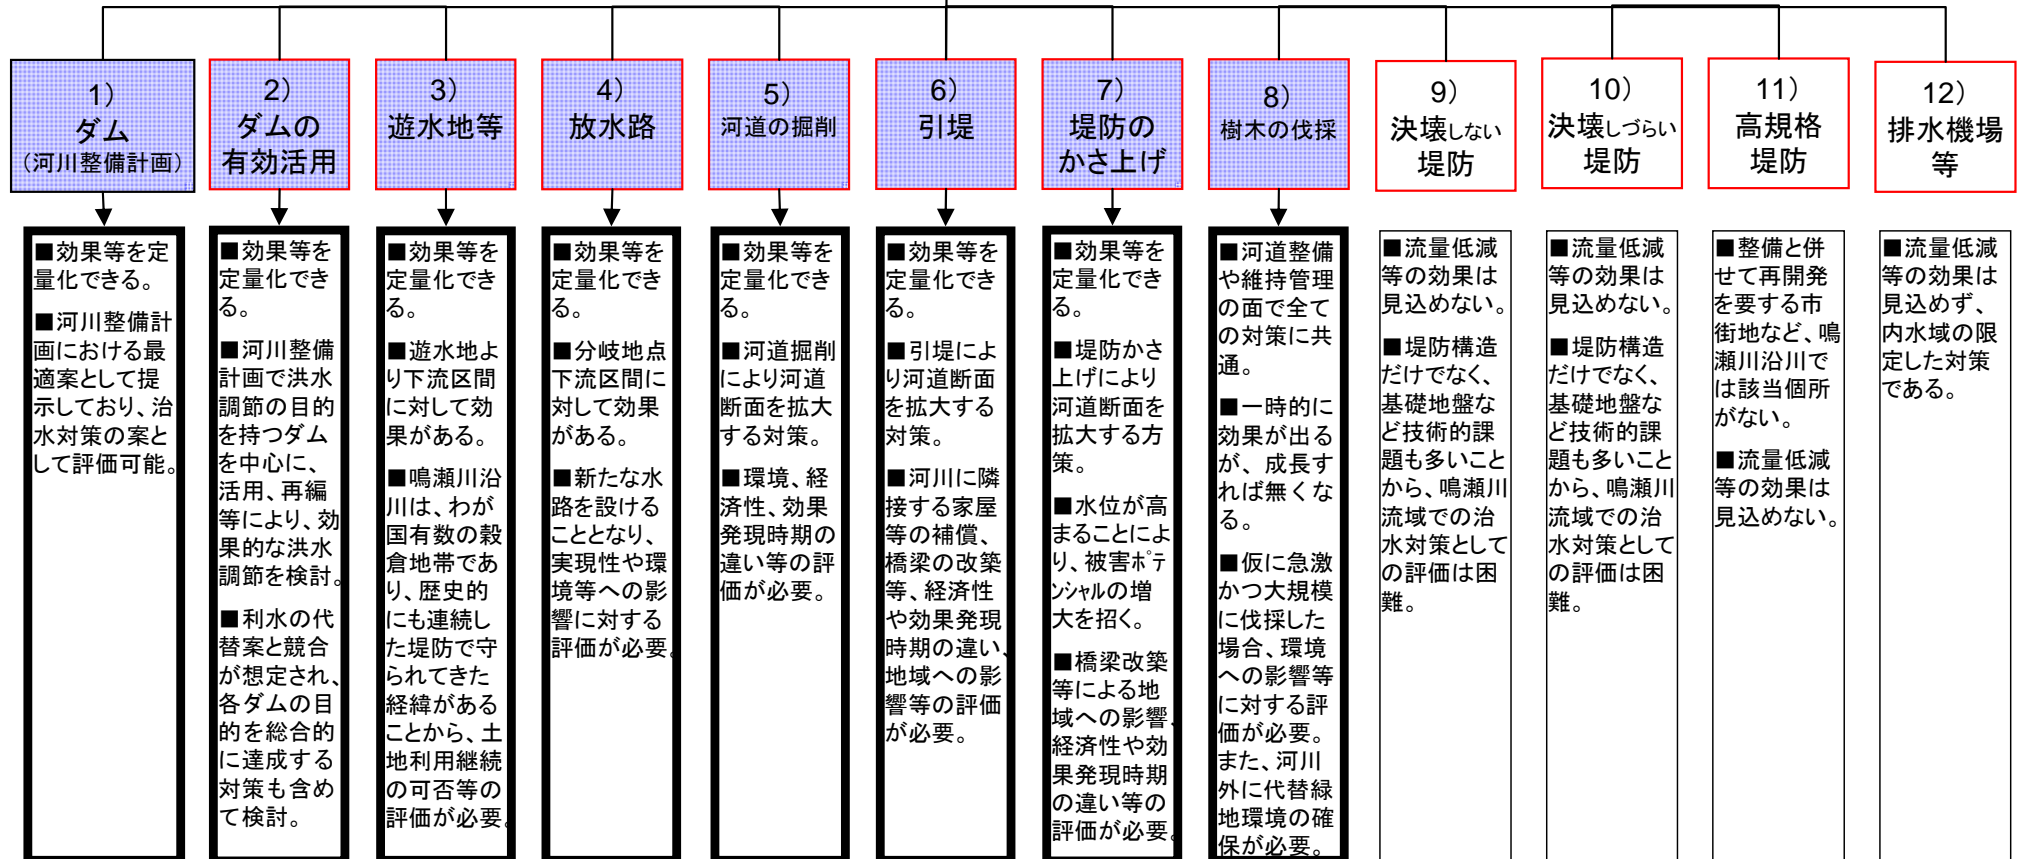 1)
ダム
(河川整備計画)
■効果等を定
量化できる。
■河川整備計
画における最
適案として提
示しており、治
水対策の案と
して評価可能。
2)
ダムの
有効活用
■効果等を
定量化でき
る。
■河川整備
計画で洪水
調節の目的
を持つダム
を中心に、
活用、再編
等により、効
果的な洪水
調節を検討。
■利水の代
替案と競合
が想定され、
各ダムの目
的を総合的
に達成する
対策も含め
て検討。
3)
遊水地等
■効果等を
定量化でき
る。
■遊水地よ
り下流区間
に対して効
果がある。
■鳴瀬川沿
川は、わが
国有数の穀
倉地帯であ
り、歴史的
にも連続し
た堤防で守
られてきた
経緯がある
ことから、土
地利用継続
の可否等の
評価が必要。
4)
放水路
■効果等を
定量化でき
る。
■分岐地点
下流区間に
対して効果
がある。
■新たな水
路を設ける
こととなり、
実現性や環
境等への影
響に対する
評価が必要。
5)
河道の掘削
■効果等を
定量化でき
る。
■河道掘削
により河道
断面を拡大
する対策。
■環境、経
済性、効果
発現時期の
違い等の評
価が必要。
6)
引堤
■効果等を
定量化でき
る。
■引堤によ
り河道断面
を拡大する
対策。
■河川に隣
接する家屋
等の補償、
橋梁の改築
等、経済性
や効果発現
時期の違い、
地域への影
響等の評価
が必要。
7)
堤防の
かさ上げ
■効果等を
定量化でき
る。
■堤防かさ
上げにより
河道断面を
拡大する方
策。
■水位が高
まることによ
り、被害ポテ
ンシャルの増
大を招く。
■橋梁改築
等による地
域への影響、
経済性や効
果発現時期
の違い等の
評価が必要。
8)
樹木の伐採
■河道整備
や維持管理
の面で全て
の対策に共
通。
■一時的に
効果が出る
が、成長す
れば無くな
る。
■仮に急激
かつ大規模
に伐採した
場合、環境
への影響等
に対する評
価が必要。
また、河川
外に代替緑
地環境の確
保が必要。
9)
決壊しない
堤防
■流量低減
等の効果は
見込めない。
■堤防構造
だけでなく、
基礎地盤な
ど技術的課
題も多いこと
から、鳴瀬川
流域での治
水対策として
の評価は困
難。
10)
決壊しづらい
堤防
■流量低減
等の効果は
見込めない。
■堤防構造
だけでなく、
基礎地盤な
ど技術的課
題も多いこと
から、鳴瀬川
流域での治
水対策として
の評価は困
難。
11)
高規格
堤防
■整備と併
せて再開発
を要する市
街地など、鳴
瀬川沿川で
は該当個所
がない。
■流量低減
等の効果は
見込めない。
12)
排水機場
等
■流量低減
等の効果は
見込めず、
内水域の限
定した対策
である。